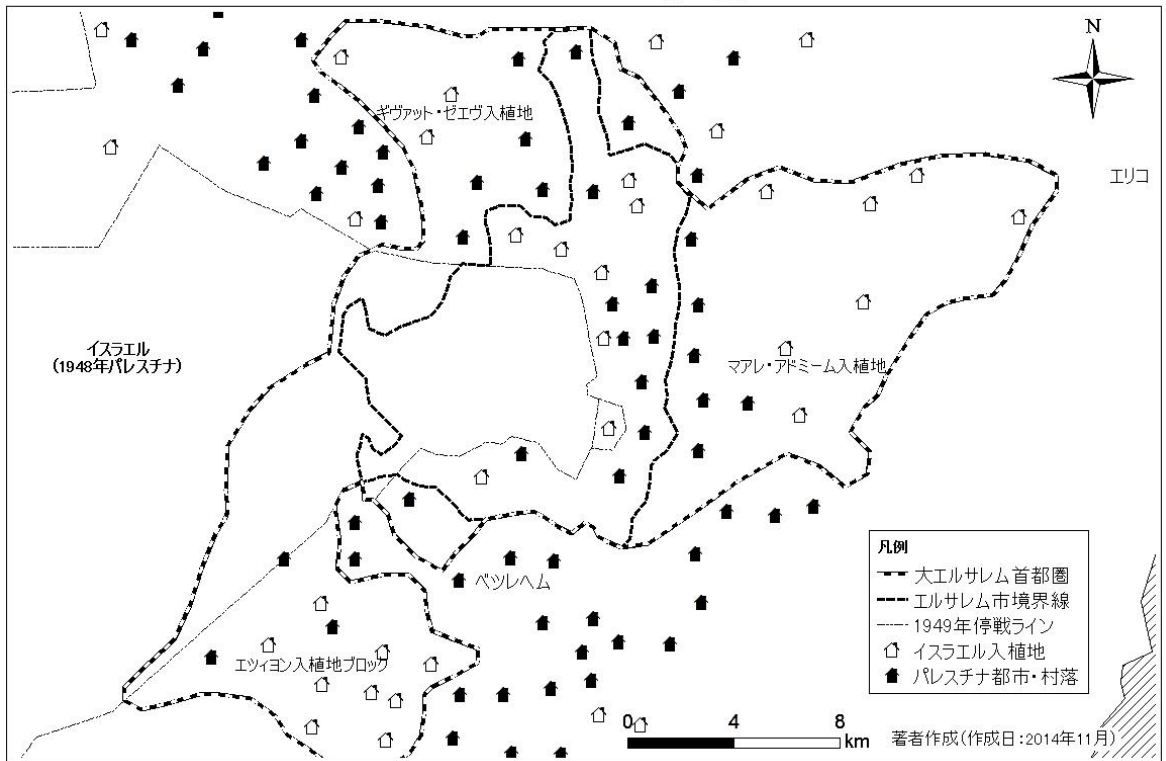 N
ギヴァット・ゼエヴ入植地
エリコ
イスラエル
(1948年パレスチナ)
マアレ・アドミーム入植地
ベツレヘム
エツィヨン入植地ブロック
凡例
大エルサレム首都圏
エルサレム市境界線
1949年停戦ライン
イスラエル入植地
パレスチナ都市・村落
0 4 8
km
著者作成(作成日:2014年11月)